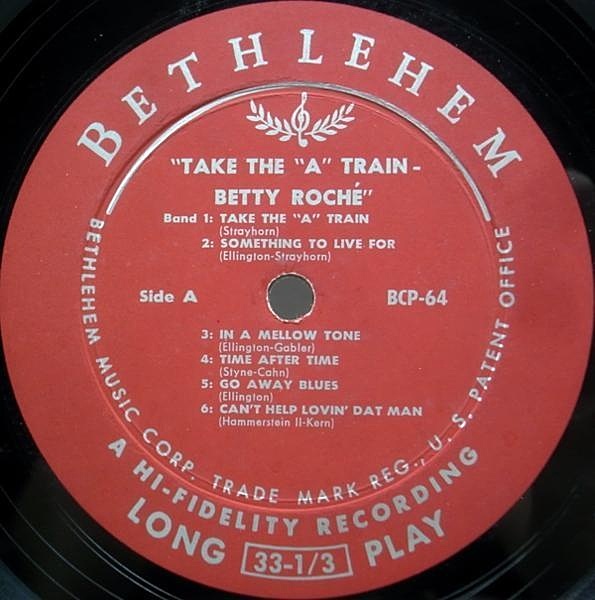 BETHLEHEM
"TAKE THE "A" TRAIN -
BETTY ROCHÉ"
Band 1: TAKE THE "A" TRAIN
(Strayhorn)
2: SOMETHING TO LIVE FOR
(Ellington-Strayhorn)
Side A
BCP-64
3: IN A MELLOW TONE
(Ellington-Gabler)
4: TIME AFTER TIME
(Styne-Cahn)
5: GO AWAY BLUES
(Ellington)
6: CAN'T HELP LOVIN' DAT MAN
(Hammerstein II-Kern)
BETHLEHEM MUSIC CORP. TRADE MARK REG., U. S. PATENT OFFICE
A HI-FIDELITY RECORDING
LONG 33-1/3 PLAY